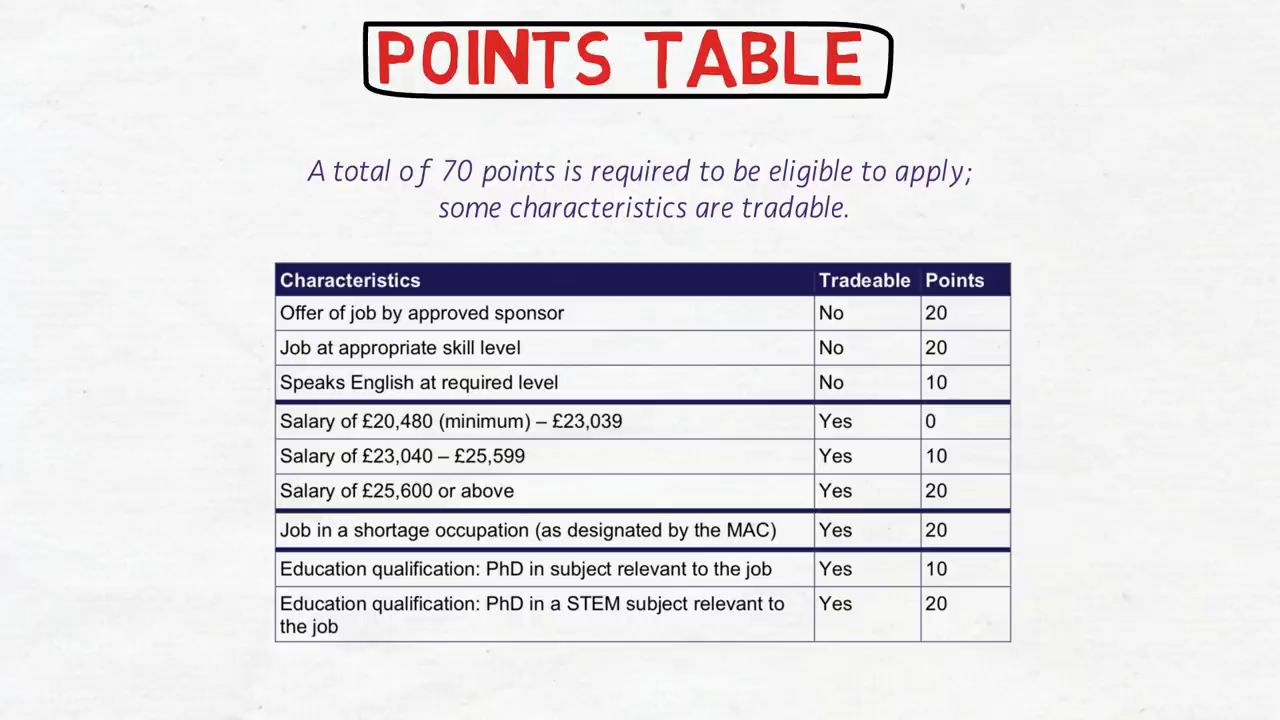 POINTS TABLE
A total of 70 points is required to be eligible to apply;
some characteristics are tradable.
Characteristics Tradeable Points
Offer of job by approved sponsor No 20
Job at appropriate skill level No 20
Speaks English at required level No 10
Salary of £20,480 (minimum) – £23,039 Yes 0
Salary of £23,040 – £25,599 Yes 10
Salary of £25,600 or above Yes 20
Job in a shortage occupation (as designated by the MAC) Yes 20
Education qualification: PhD in subject relevant to the job Yes 10
Education qualification: PhD in a STEM subject relevant to Yes 20
the job